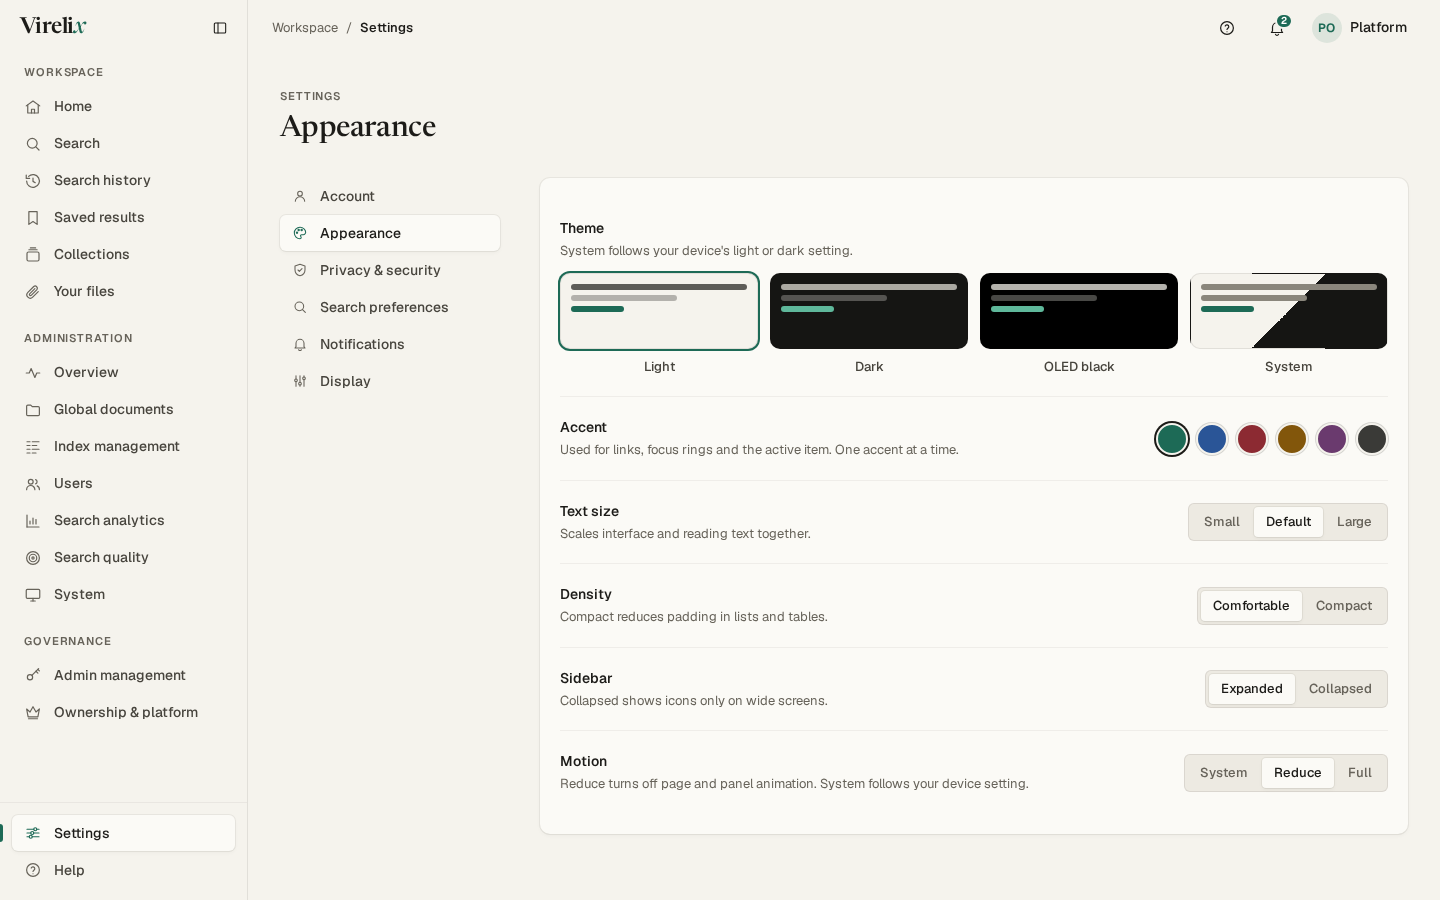 Virelix
WORKSPACE
Home
Search
Search history
Saved results
Collections
Your files
ADMINISTRATION
Overview
Global documents
Index management
Users
Search analytics
Search quality
System
GOVERNANCE
Admin management
Ownership & platform
Settings
Help
Workspace / Settings
2
PO Platform
SETTINGS
Appearance
Account
Appearance
Privacy & security
Search preferences
Notifications
Display
Theme
System follows your device's light or dark setting.
Light Dark OLED black System
Accent
Used for links, focus rings and the active item. One accent at a time.
Text size
Scales interface and reading text together.
Small Default Large
Density
Compact reduces padding in lists and tables.
Comfortable Compact
Sidebar
Collapsed shows icons only on wide screens.
Expanded Collapsed
Motion
Reduce turns off page and panel animation. System follows your device setting.
System Reduce Full